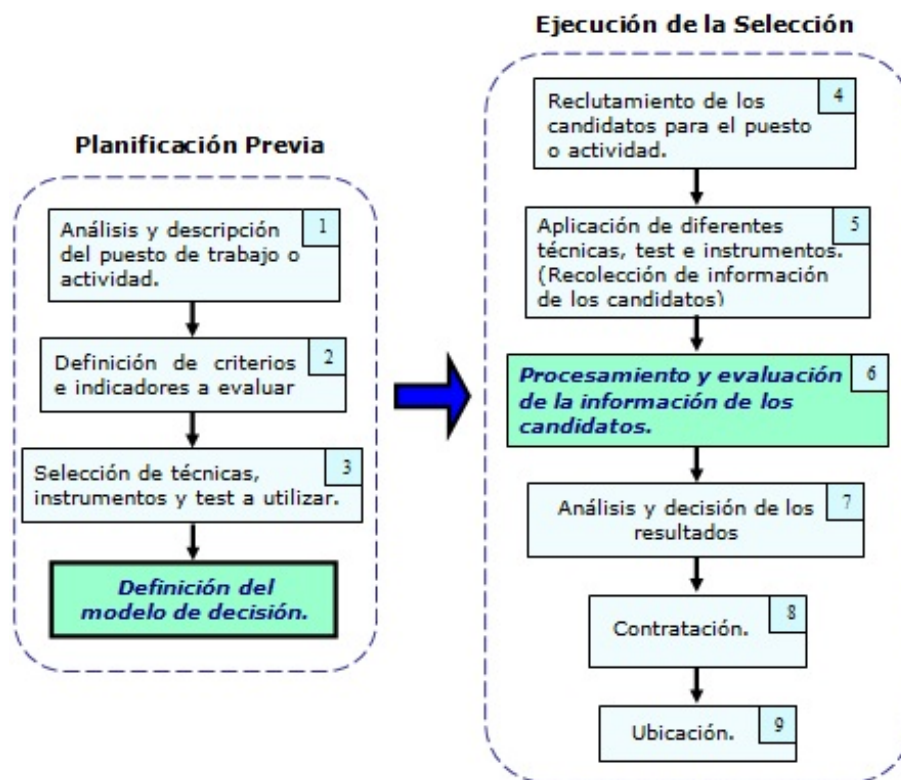 Planificación Previa
1
Análisis y descripción
del puesto de trabajo o
actividad.
2
Definición de criterios
e indicadores a evaluar
3
Selección de técnicas,
instrumentos y test a utilizar.
Definición del
modelo de decisión.
Ejecución de la Selección
4
Reclutamiento de los
candidatos para el puesto
o actividad.
5
Aplicación de diferentes
técnicas, test e instrumentos.
(Recolección de información
de los candidatos)
6
Procesamiento y evaluación
de la información de los
candidatos.
7
Análisis y decisión de los
resultados
8
Contratación.
9
Ubicación.